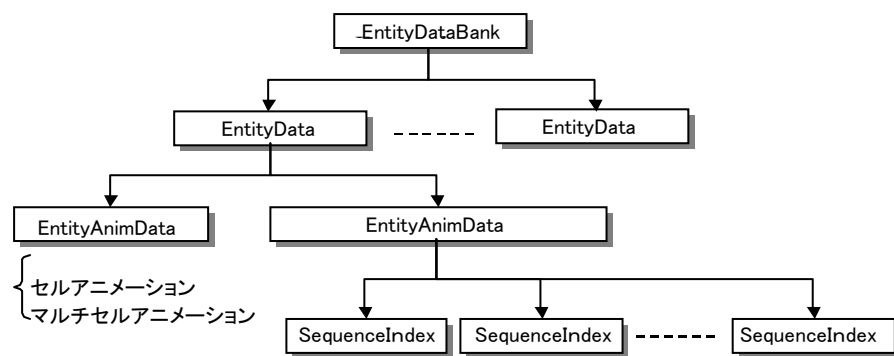 EntityDataBank
EntityData
EntityData
EntityAnimData
EntityAnimData
セルアニメーション
マルチセルアニメーション
SequenceIndex
SequenceIndex
SequenceIndex